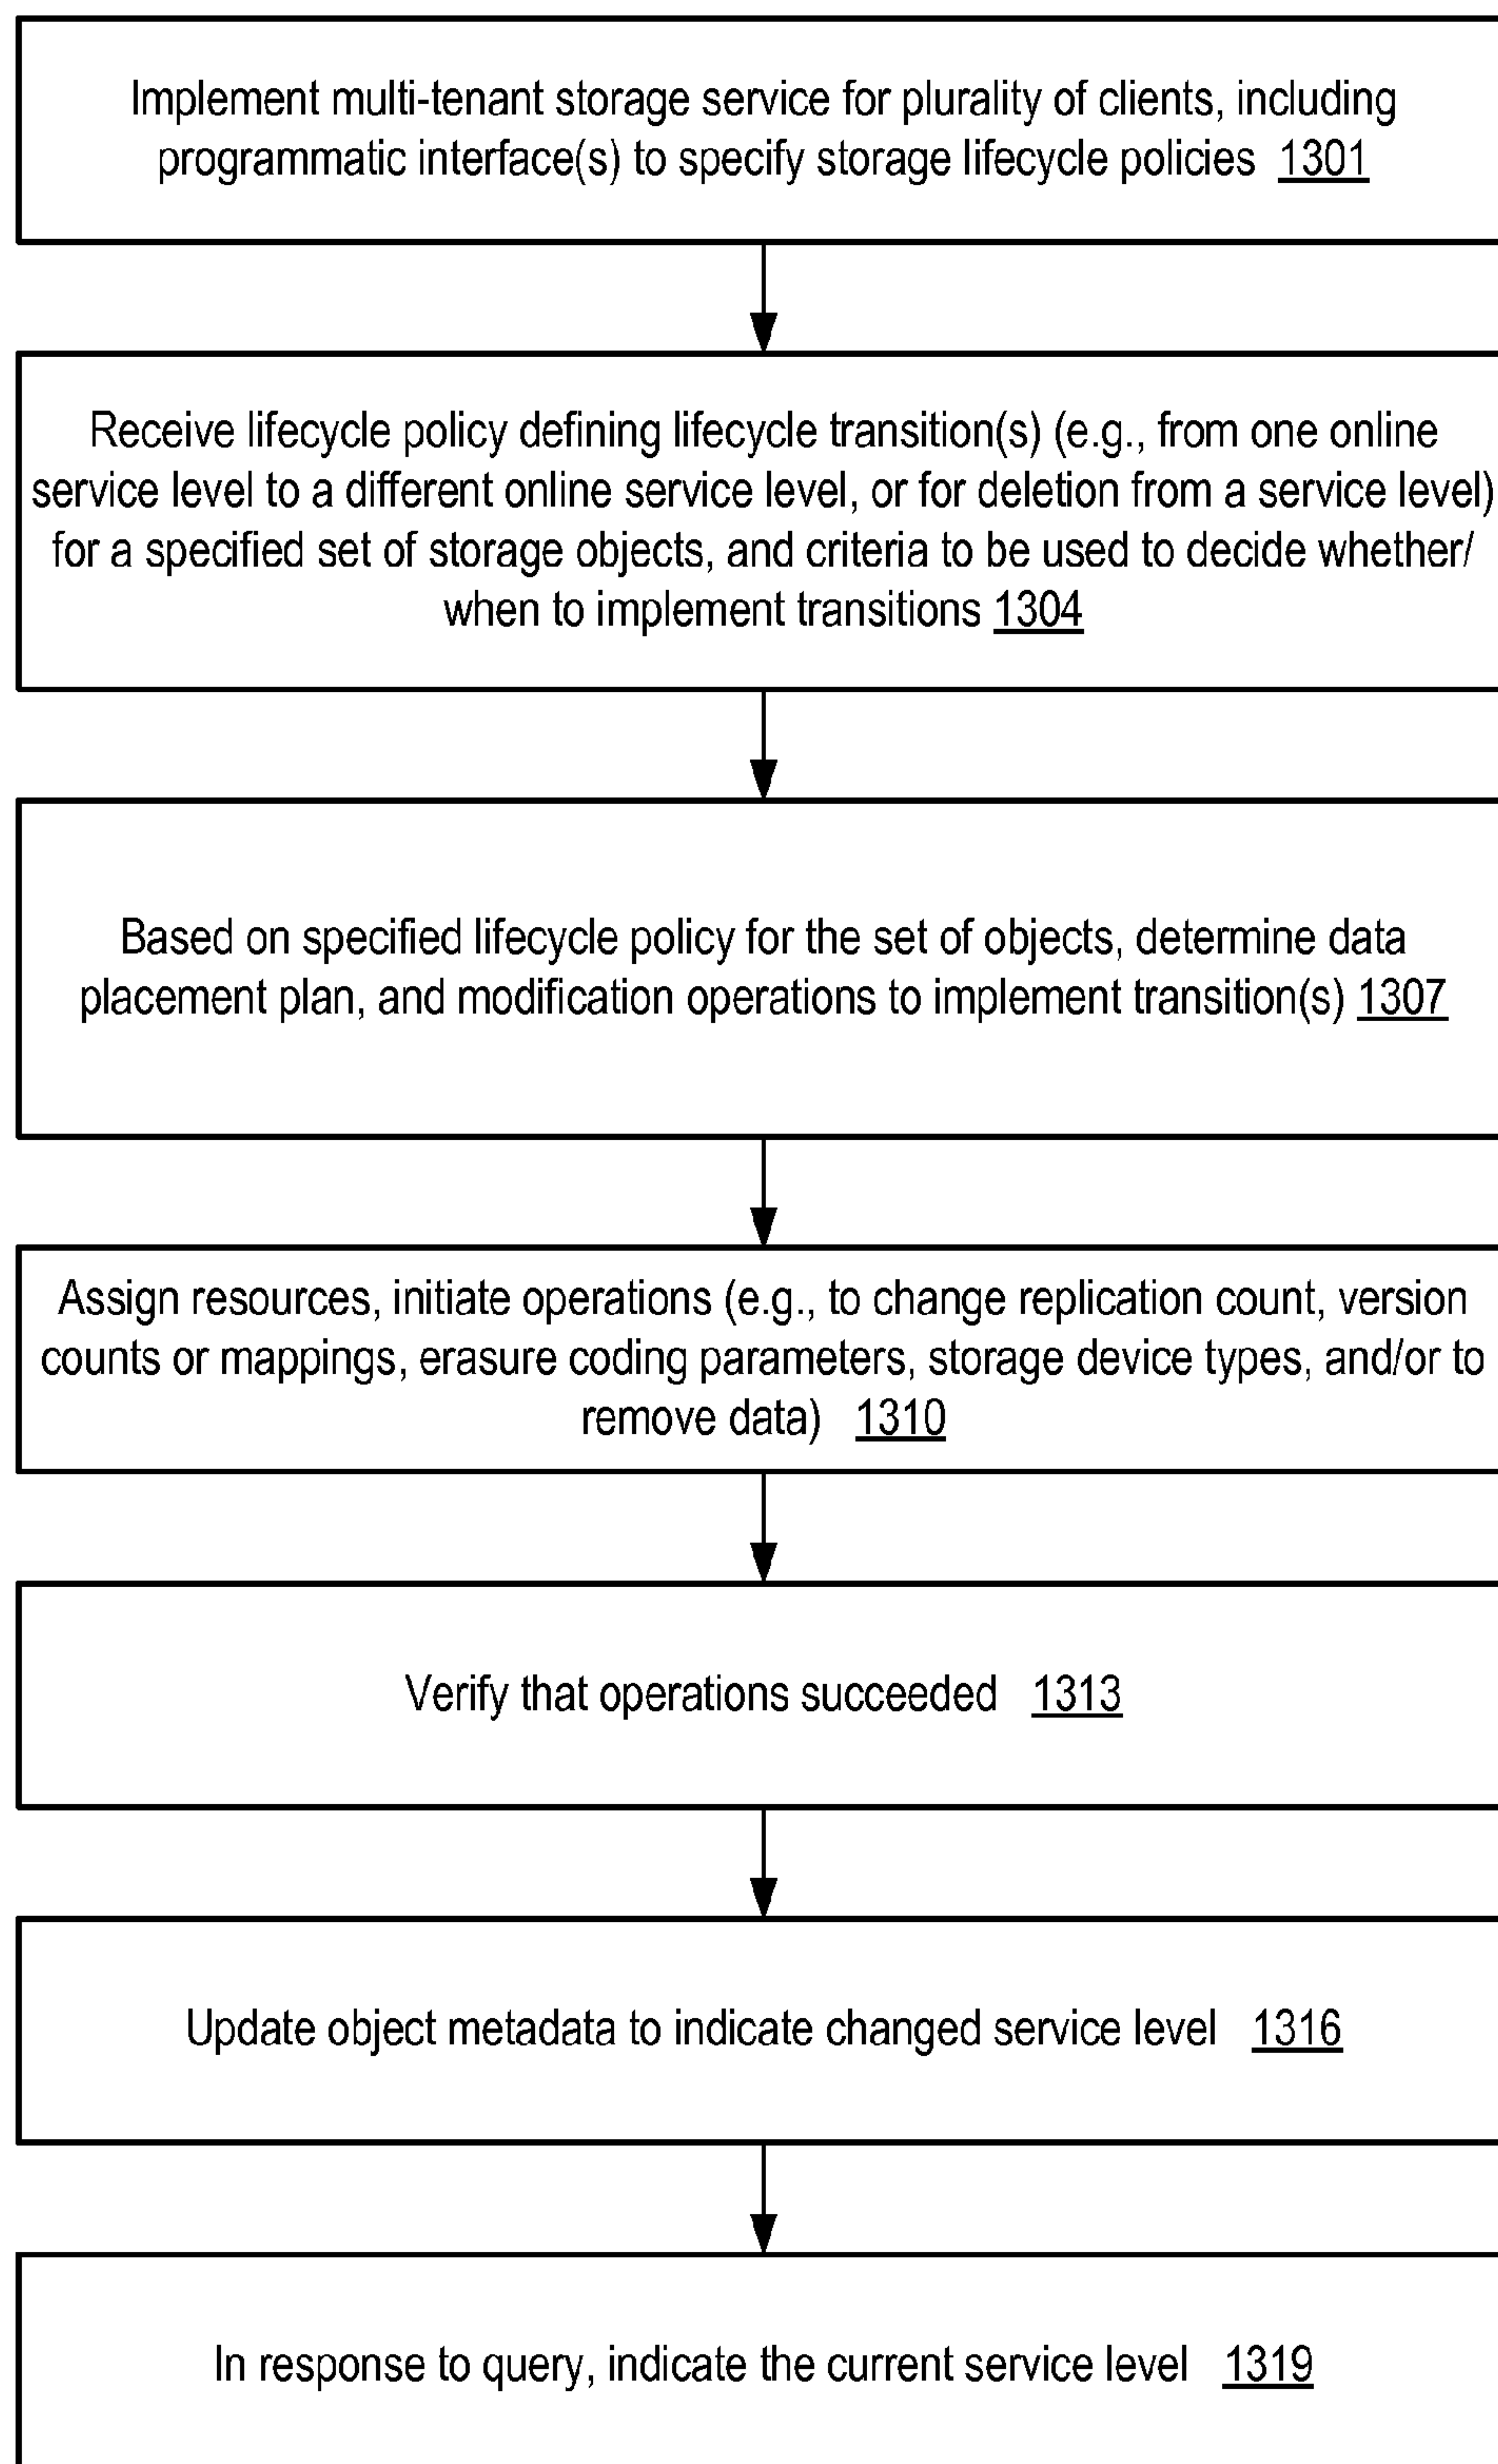 Implement multi-tenant storage service for plurality of clients, including
programmatic interface(s) to specify storage lifecycle policies 1301
Receive lifecycle policy defining lifecycle transition(s) (e.g., from one online
service level to a different online service level, or for deletion from a service level)
for a specified set of storage objects, and criteria to be used to decide whether/
when to implement transitions 1304
Based on specified lifecycle policy for the set of objects, determine data
placement plan, and modification operations to implement transition(s) 1307
Assign resources, initiate operations (e.g., to change replication count, version
counts or mappings, erasure coding parameters, storage device types, and/or to
remove data) 1310
Verify that operations succeeded 1313
Update object metadata to indicate changed service level 1316
In response to query, indicate the current service level 1319